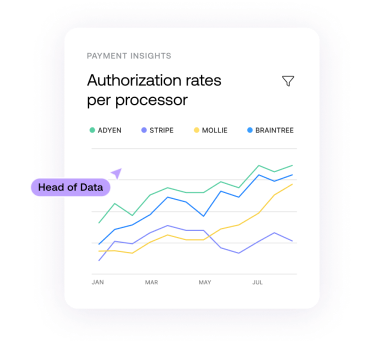 PAYMENT INSIGHTS
Authorization rates
per processor
ADYEN STRIPE MOLLIE BRAINTREE
Head of Data
JAN MAR MAY JUL